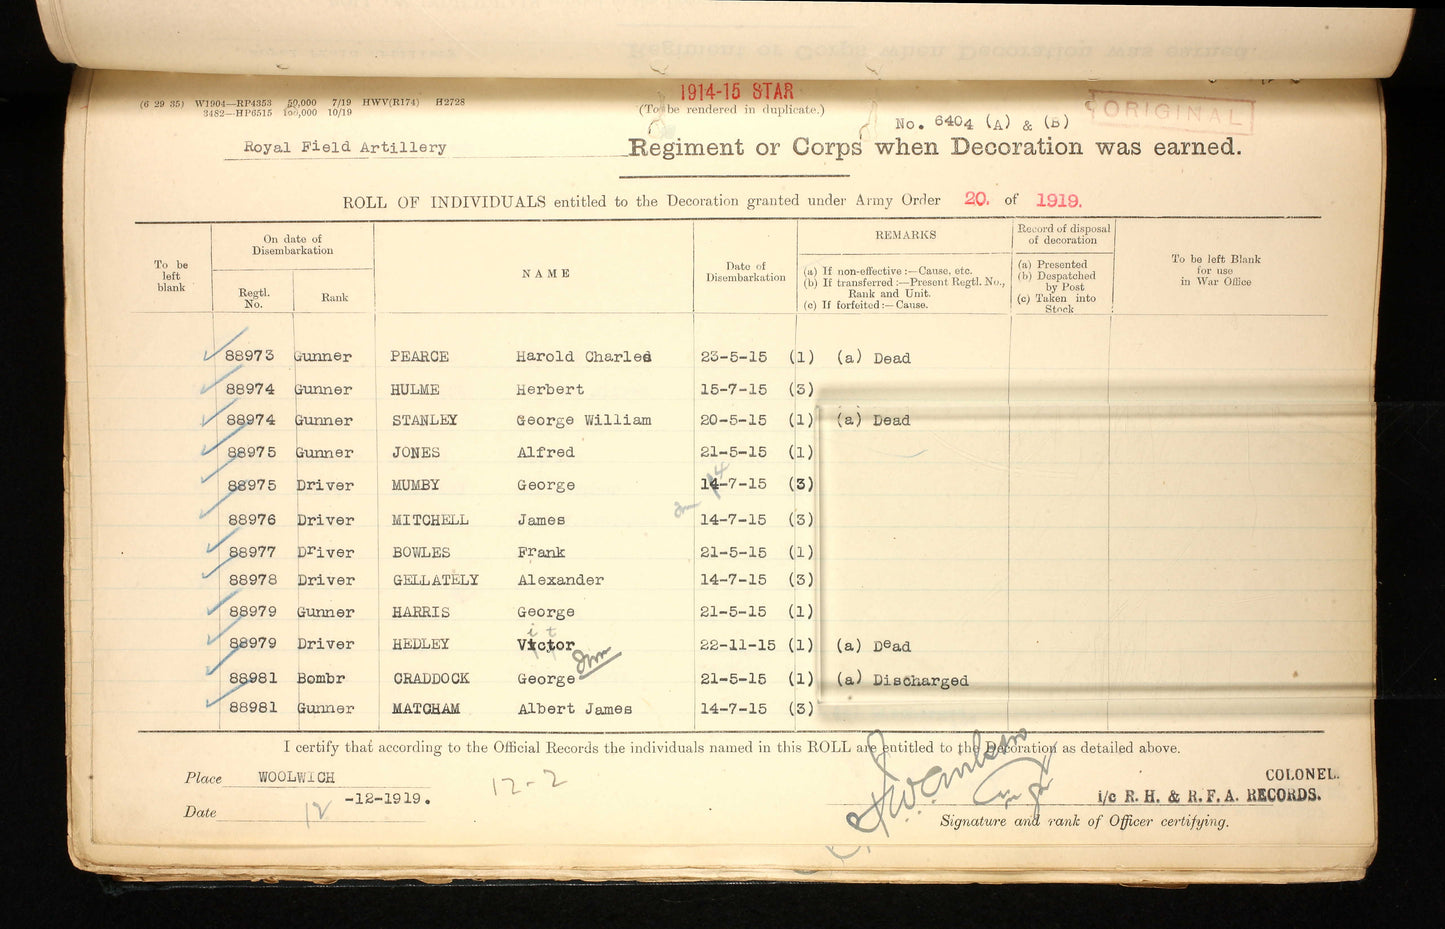 1914-15 STAR
(6 29 35) W1904—RP4353 50,000 7/19 HWV(R174) H2728
3482—HP6515 100,000 10/19
(To be rendered in duplicate.)
ORIGINAL
No. 6404 (A) & (B)
Royal Field Artillery Regiment or Corps when Decoration was earned.
ROLL OF INDIVIDUALS entitled to the Decoration granted under Army Order 20. of 1919.
To be left blank
On date of Disembarkation
Regtl. No.
Rank
NAME
Date of Disembarkation
REMARKS
(a) If non-effective :—Cause, etc.
(b) If transferred :—Present Regtl. No., Rank and Unit.
(c) If forfeited :—Cause.
Record of disposal of decoration
(a) Presented
(b) Despatched by Post
(c) Taken into Stock
To be left Blank for use in War Office
88973 Gunner PEARCE Harold Charles 23-5-15 (1) (a) Dead
88974 Gunner HULME Herbert 15-7-15 (3)
88974 Gunner STANLEY George William 20-5-15 (1) (a) Dead
88975 Gunner JONES Alfred 21-5-15 (1)
88975 Driver MUMBY George 14-7-15 (3)
14
88976 Driver MITCHELL James 14-7-15 (3)
88977 Driver BOWLES Frank 21-5-15 (1)
88978 Driver GELLATELY Alexander 14-7-15 (3)
88979 Gunner HARRIS George 21-5-15 (1)
i t
88979 Driver HEDLEY Victor 22-11-15 (1) (a) Dead
88981 Bombr CRADDOCK George 21-5-15 (1) (a) Discharged
88981 Gunner MATCHAM Albert James 14-7-15 (3)
I certify that according to the Official Records the individuals named in this ROLL are entitled to the Decoration as detailed above.
Place WOOLWICH
12-2
COLONEL.
Date 12 -12-1919.
i/c R. H. & R. F. A. RECORDS.
Signature and rank of Officer certifying.